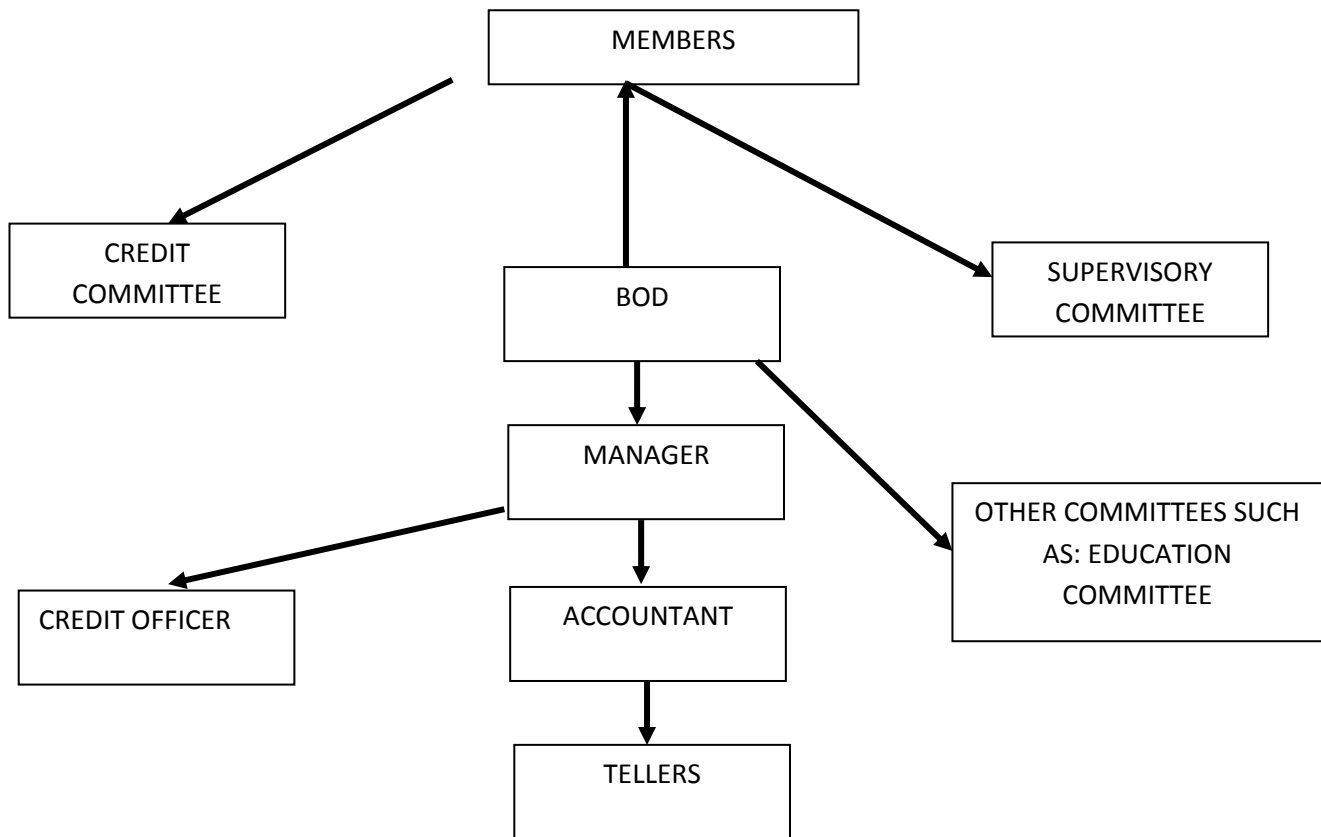 MEMBERS
CREDIT
COMMITTEE
SUPERVISORY
COMMITTEE
BOD
MANAGER
OTHER COMMITTEES SUCH
AS: EDUCATION
COMMITTEE
CREDIT OFFICER
ACCOUNTANT
TELLERS